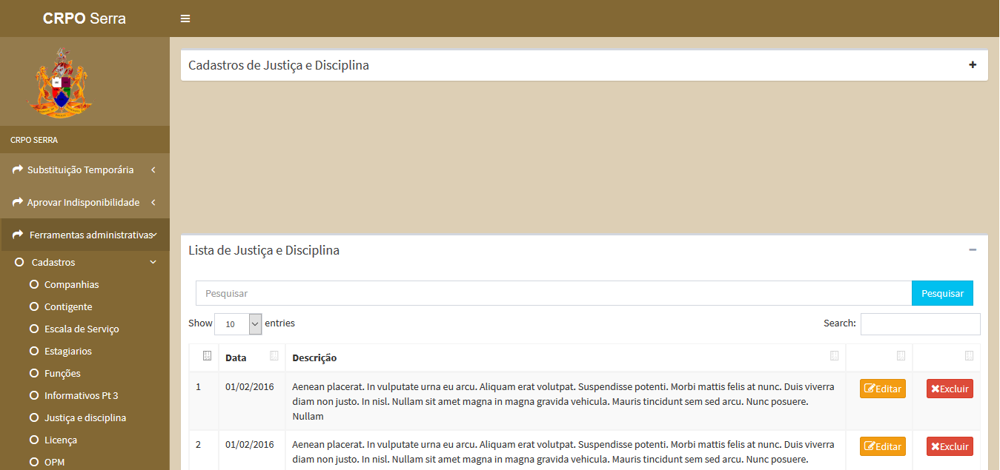 CRPO Serra
Cadastros de Justiça e Disciplina
CRPO SERRA
Substituição Temporária
Aprovar Indisponibilidade
Ferramentas administrativas
Cadastros
Companhias
Contigente
Escala de Serviço
Estagiarios
Funções
Informativos Pt 3
Justiça e disciplina
Licença
OPM
Lista de Justiça e Disciplina
Pesquisar Pesquisar
Show 10 entries Search:
Data Descrição
1 01/02/2016 Aenean placerat. In vulputate urna eu arcu. Aliquam erat volutpat. Suspendisse potenti. Morbi mattis felis at nunc. Duis viverra Editar Excluir
diam non justo. In nisl. Nullam sit amet magna in magna gravida vehicula. Mauris tincidunt sem sed arcu. Nunc posuere.
Nullam
2 01/02/2016 Aenean placerat. In vulputate urna eu arcu. Aliquam erat volutpat. Suspendisse potenti. Morbi mattis felis at nunc. Duis viverra Editar Excluir
diam non justo. In nisl. Nullam sit amet magna in magna gravida vehicula. Mauris tincidunt sem sed arcu. Nunc posuere.